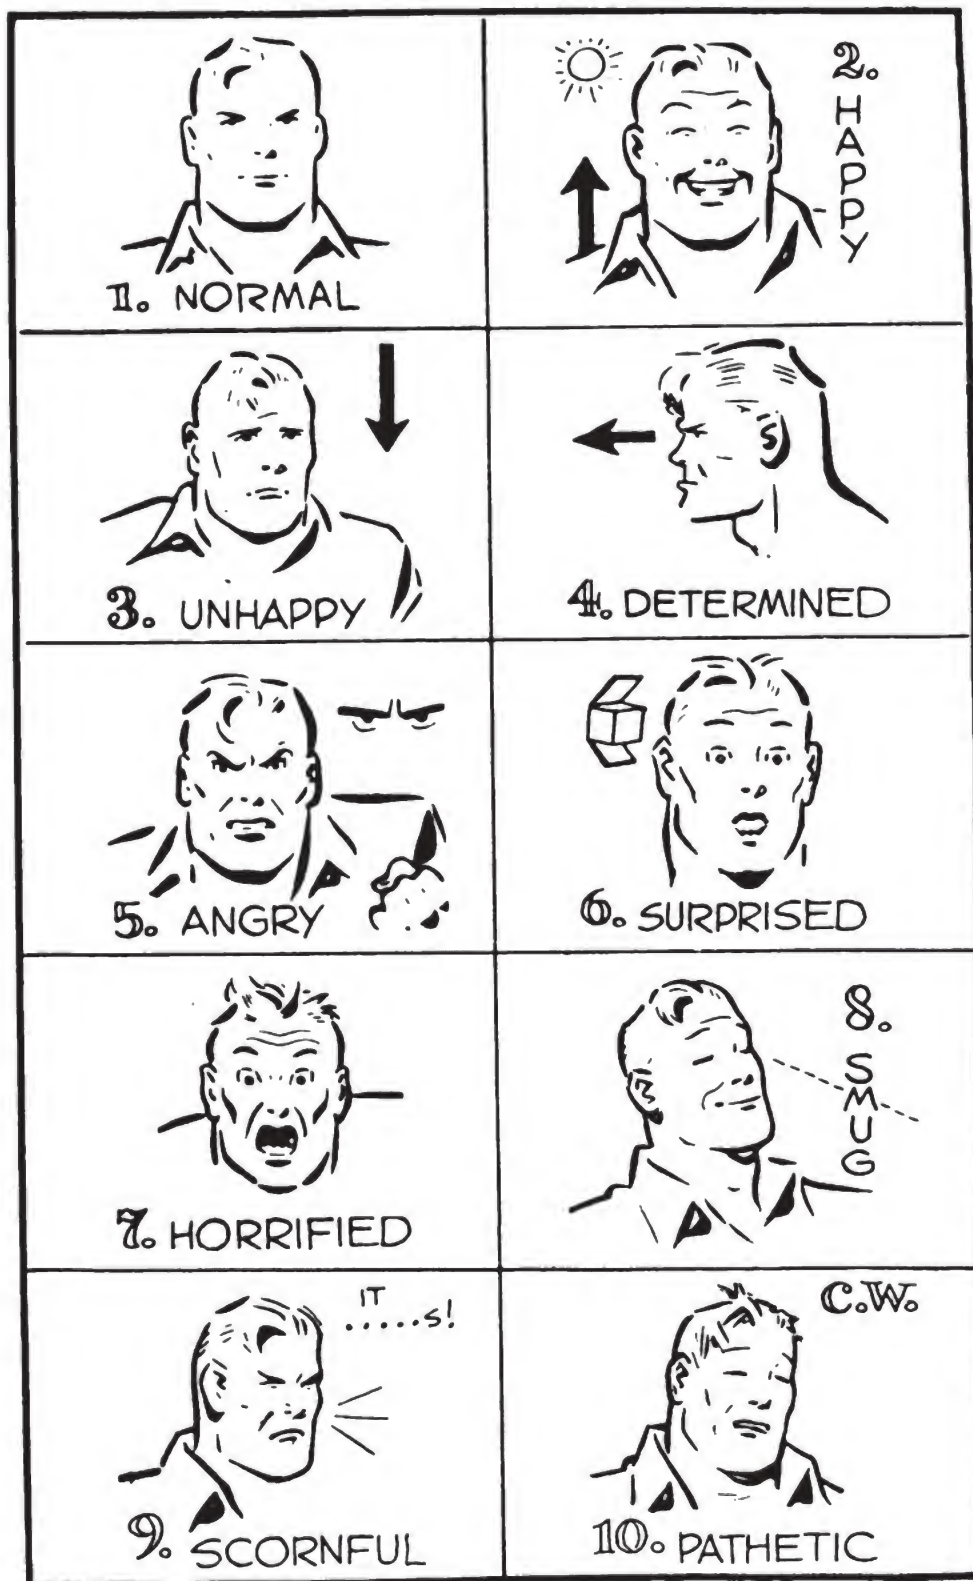 1. NORMAL
2.
HAPPY
3. UNHAPPY
4. DETERMINED
5. ANGRY
6. SURPRISED
7. HORRIFIED
8.
SMUG
IT
.....S!
9. SCORNFUL
C.W.
10. PATHETIC